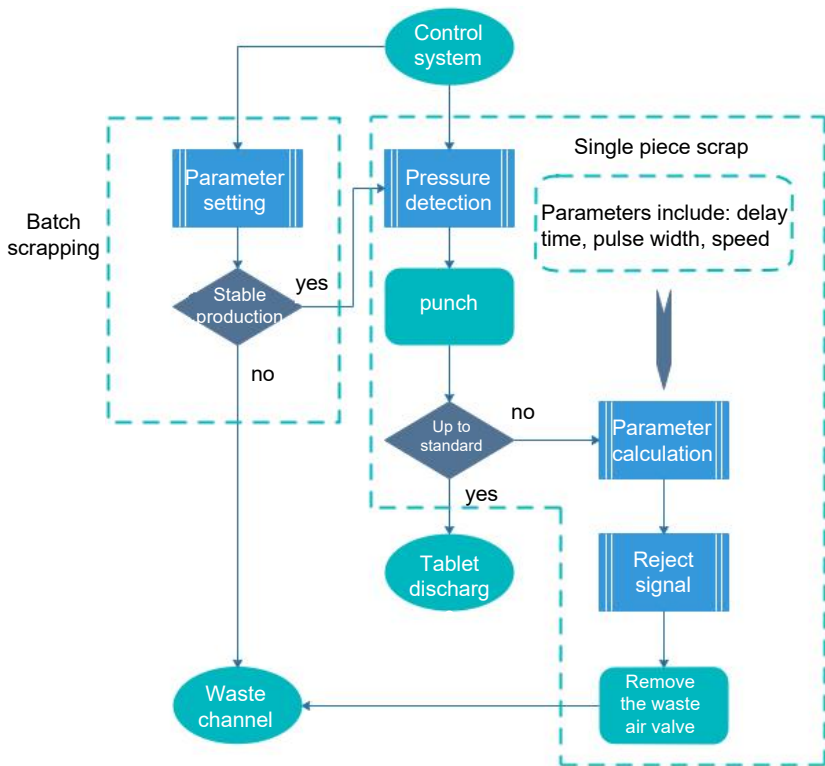 Control
system
Batch
scrapping
Parameter
setting
Stable
production
yes
no
Pressure
detection
punch
Up to
standard
no
yes
Tablet
discharg
Single piece scrap
Parameters include: delay
time, pulse width, speed
Parameter
calculation
Reject
signal
Remove
the waste
air valve
Waste
channel